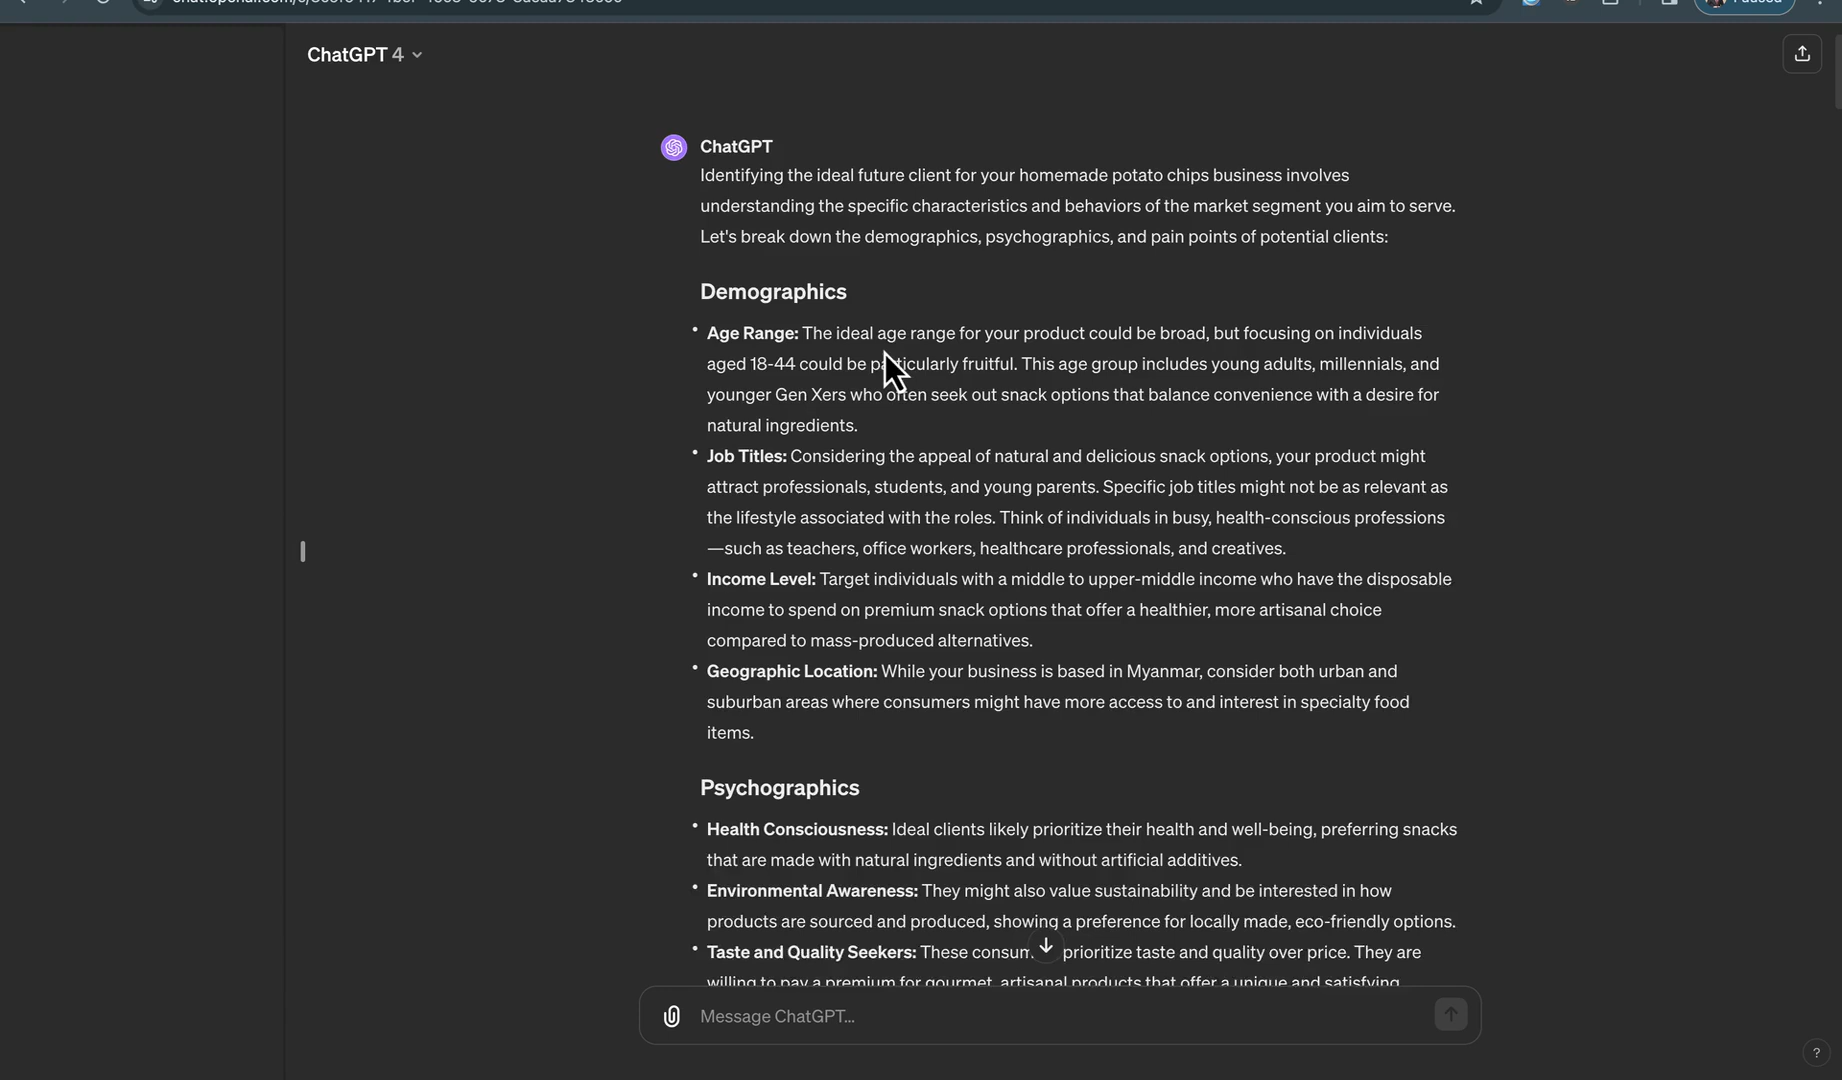 Paused
ChatGPT 4
ChatGPT
Identifying the ideal future client for your homemade potato chips business involves
understanding the specific characteristics and behaviors of the market segment you aim to serve.
Let's break down the demographics, psychographics, and pain points of potential clients:
Demographics
• Age Range: The ideal age range for your product could be broad, but focusing on individuals
aged 18-44 could be particularly fruitful. This age group includes young adults, millennials, and
younger Gen Xers who often seek out snack options that balance convenience with a desire for
natural ingredients.
• Job Titles: Considering the appeal of natural and delicious snack options, your product might
attract professionals, students, and young parents. Specific job titles might not be as relevant as
the lifestyle associated with the roles. Think of individuals in busy, health-conscious professions
—such as teachers, office workers, healthcare professionals, and creatives.
• Income Level: Target individuals with a middle to upper-middle income who have the disposable
income to spend on premium snack options that offer a healthier, more artisanal choice
compared to mass-produced alternatives.
• Geographic Location: While your business is based in Myanmar, consider both urban and
suburban areas where consumers might have more access to and interest in specialty food
items.
Psychographics
• Health Consciousness: Ideal clients likely prioritize their health and well-being, preferring snacks
that are made with natural ingredients and without artificial additives.
• Environmental Awareness: They might also value sustainability and be interested in how
products are sourced and produced, showing a preference for locally made, eco-friendly options.
• Taste and Quality Seekers: These consum prioritize taste and quality over price. They are
willing to pay a premium for gourmet, artisanal products that offer a unique and satisfying
Message ChatGPT...
?